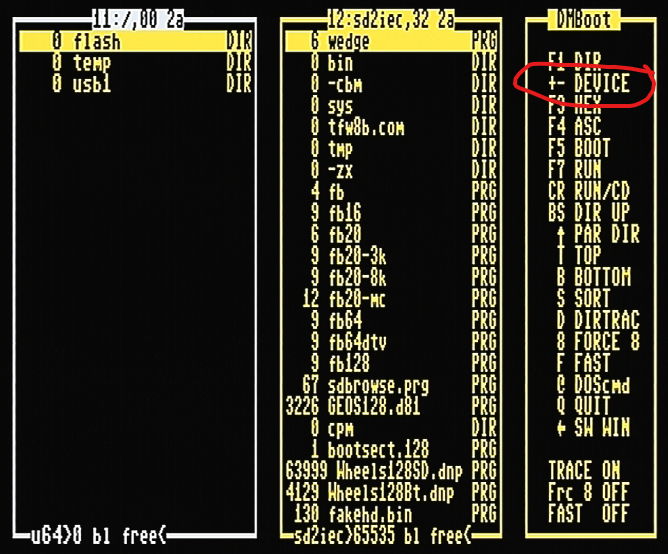 11:/,00 2a
0 flash DIR
0 temp DIR
0 usb1 DIR
u64>0 bl free<
12:sd2iec,32 2a
6 wedge PRG
0 bin DIR
0 -cbm DIR
0 sys DIR
0 tfw8b.com DIR
0 tmp DIR
0 -zx DIR
4 fb PRG
9 fb16 PRG
6 fb20 PRG
9 fb20-3k PRG
9 fb20-8k PRG
12 fb20-mc PRG
9 fb64 PRG
9 fb64dtv PRG
9 fb128 PRG
67 sdbrowse.prg PRG
3226 GEOS128.d81 PRG
0 cpm DIR
1 bootsect.128 PRG
63999 Wheels128SD.dnp PRG
4129 Wheels128Bt.dnp PRG
130 fakehd.bin PRG
sd2iec>65535 bl free<
DMBoot
F1 DIR
+- DEVICE
F3 HEX
F4 ASC
F5 BOOT
F7 RUN
CR RUN/CD
BS DIR UP
↑ PAR DIR
T TOP
B BOTTOM
S SORT
D DIRTRAC
8 FORCE 8
F FAST
@ DOScmd
Q QUIT
← SW WIN
TRACE ON
Frc 8 OFF
FAST OFF